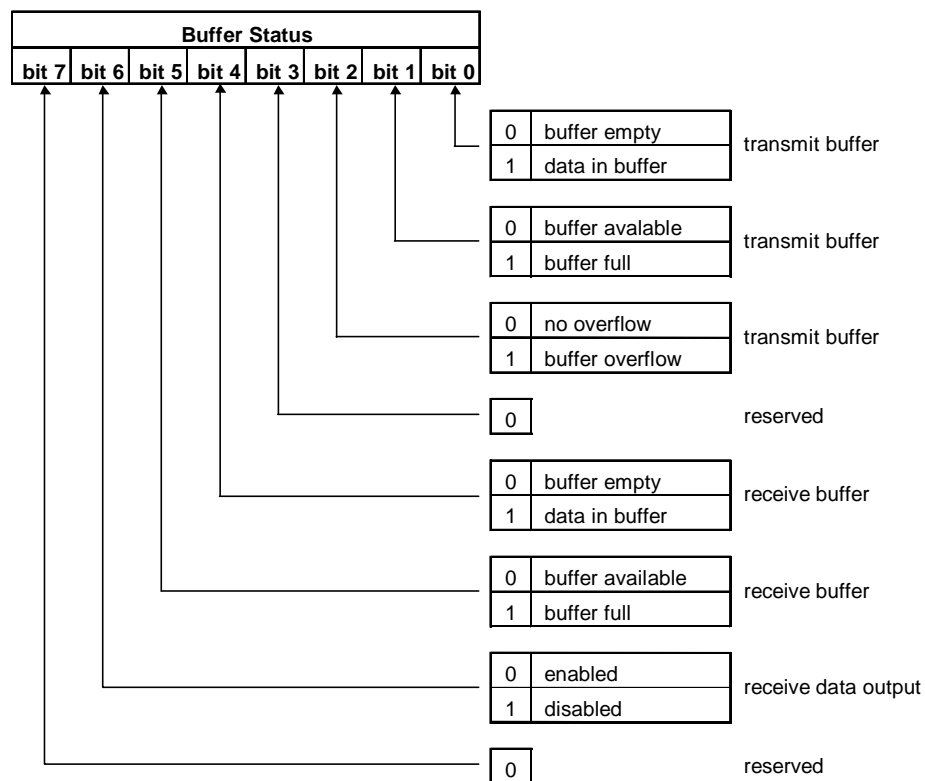 Buffer Status
bit 7 bit 6 bit 5 bit 4 bit 3 bit 2 bit 1 bit 0
0 buffer empty
1 data in buffer
transmit buffer
0 buffer avalable
1 buffer full
transmit buffer
0 no overflow
1 buffer overflow
transmit buffer
0 reserved
0 buffer empty
1 data in buffer
receive buffer
0 buffer available
1 buffer full
receive buffer
0 enabled
1 disabled
receive data output
0 reserved